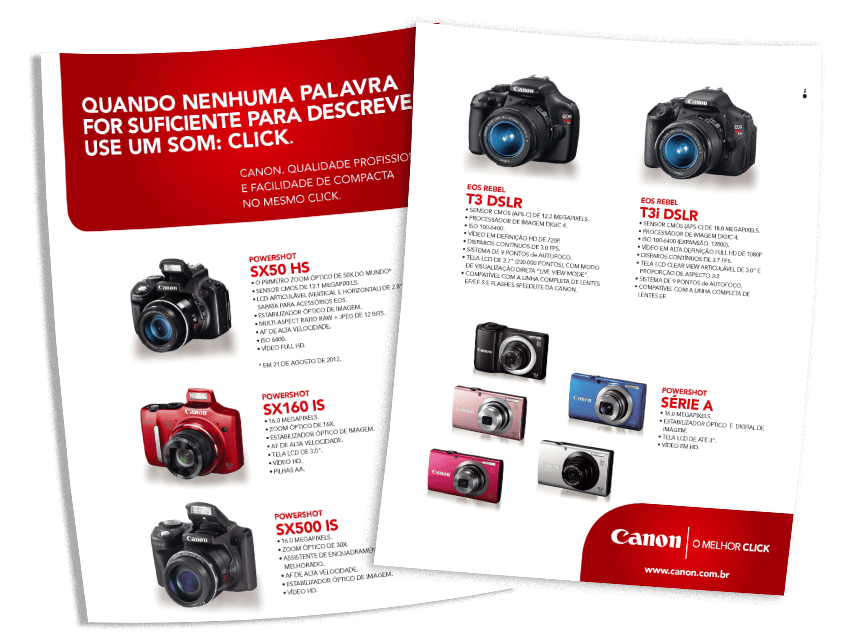 QUANDO NENHUMA PALAVRA
FOR SUFICIENTE PARA DESCREVE
USE UM SOM: CLICK.
CANON. QUALIDADE PROFISSION
E FACILIDADE DE COMPACTA
NO MESMO CLICK.
POWERSHOT
SX50 HS
• O PRIMEIRO ZOOM ÓPTICO DE 50X DO MUNDO*
• SENSOR CMOS DE 12.1 MEGAPIXELS.
• LCD ARTICULÁVEL (VERTICAL E HORIZONTAL) DE 2.8"
SAPATA PARA ACESSÓRIOS EOS.
• ESTABILIZADOR ÓPTICO DE IMAGEM.
• MULTI-ASPECT RATIO RAW + JPEG DE 12 BITS.
• AF DE ALTA VELOCIDADE.
• ISO 6400.
• VÍDEO FULL HD.
* EM 21 DE AGOSTO DE 2012.
Canon
POWERSHOT
SX160 IS
• 16.0 MEGAPIXELS.
• ZOOM ÓPTICO DE 16X.
• ESTABILIZADOR ÓPTICO DE IMAGEM.
• AF DE ALTA VELOCIDADE.
• TELA LCD DE 3.0".
• VÍDEO HD.
• PILHAS AA.
Canon
POWERSHOT
SX500 IS
• 16.0 MEGAPIXELS.
• ZOOM ÓPTICO DE 30X.
• ASSISTENTE DE ENQUADRAMEN
MELHORADO.
• AF DE ALTA VELOCIDADE.
• ESTABILIZADOR ÓPTICO DE IMAGEM.
• VÍDEO HD.
Canon
Canon
EOS
EOS REBEL
T3 DSLR
• SENSOR CMOS (APS-C) DE 12.2 MEGAPIXELS.
• PROCESSADOR DE IMAGEM DIGIC 4.
• ISO 100-6400.
• VÍDEO EM DEFINIÇÃO HD DE 720P.
• DISPAROS CONTÍNUOS DE 3.0 FPS.
• SISTEMA DE 9 PONTOS de AUTOFOCO.
• TELA LCD DE 2.7" (230.000 PONTOS), COM MODO
DE VISUALIZAÇÃO DIRETA "LIVE VIEW MODE".
• COMPATÍVEL COM A LINHA COMPLETA DE LENTES
EF/EF-S E FLASHES SPEEDLITE DA CANON.
Canon
EOS
EOS REBEL
T3i DSLR
• SENSOR CMOS (APS-C) DE 18.0 MEGAPIXELS.
• PROCESSADOR DE IMAGEM DIGIC 4.
• ISO 100-6400 (EXPANSÃO: 12800).
• VÍDEO EM ALTA DEFINIÇÃO FULL HD DE 1080P
• DISPAROS CONTÍNUOS DE 3.7 FPS.
• TELA LCD CLEAR VIEW ARTICULÁVEL DE 3.0" E
PROPORÇÃO DE ASPECTO 3:2.
• SISTEMA DE 9 PONTOS de AUTOFOCO.
• COMPATÍVEL COM A LINHA COMPLETA DE
LENTES EF.
Canon
Canon
Canon
Canon
Canon
POWERSHOT
SÉRIE A
• 16.0 MEGAPIXELS.
• ESTABILIZADOR ÓPTICO E DIGITAL DE
IMAGEM.
• TELA LCD DE ATÉ 3".
• VÍDEO EM HD.
Canon O MELHOR CLICK
www.canon.com.br